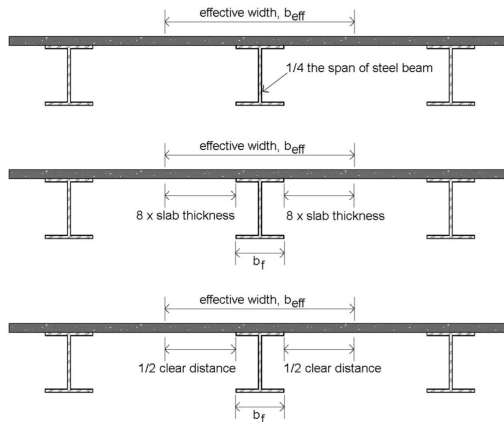 effective width, beff
1/4 the span of steel beam
effective width, beff
8 x slab thickness 8 x slab thickness
bf
effective width, beff
1/2 clear distance 1/2 clear distance
bf